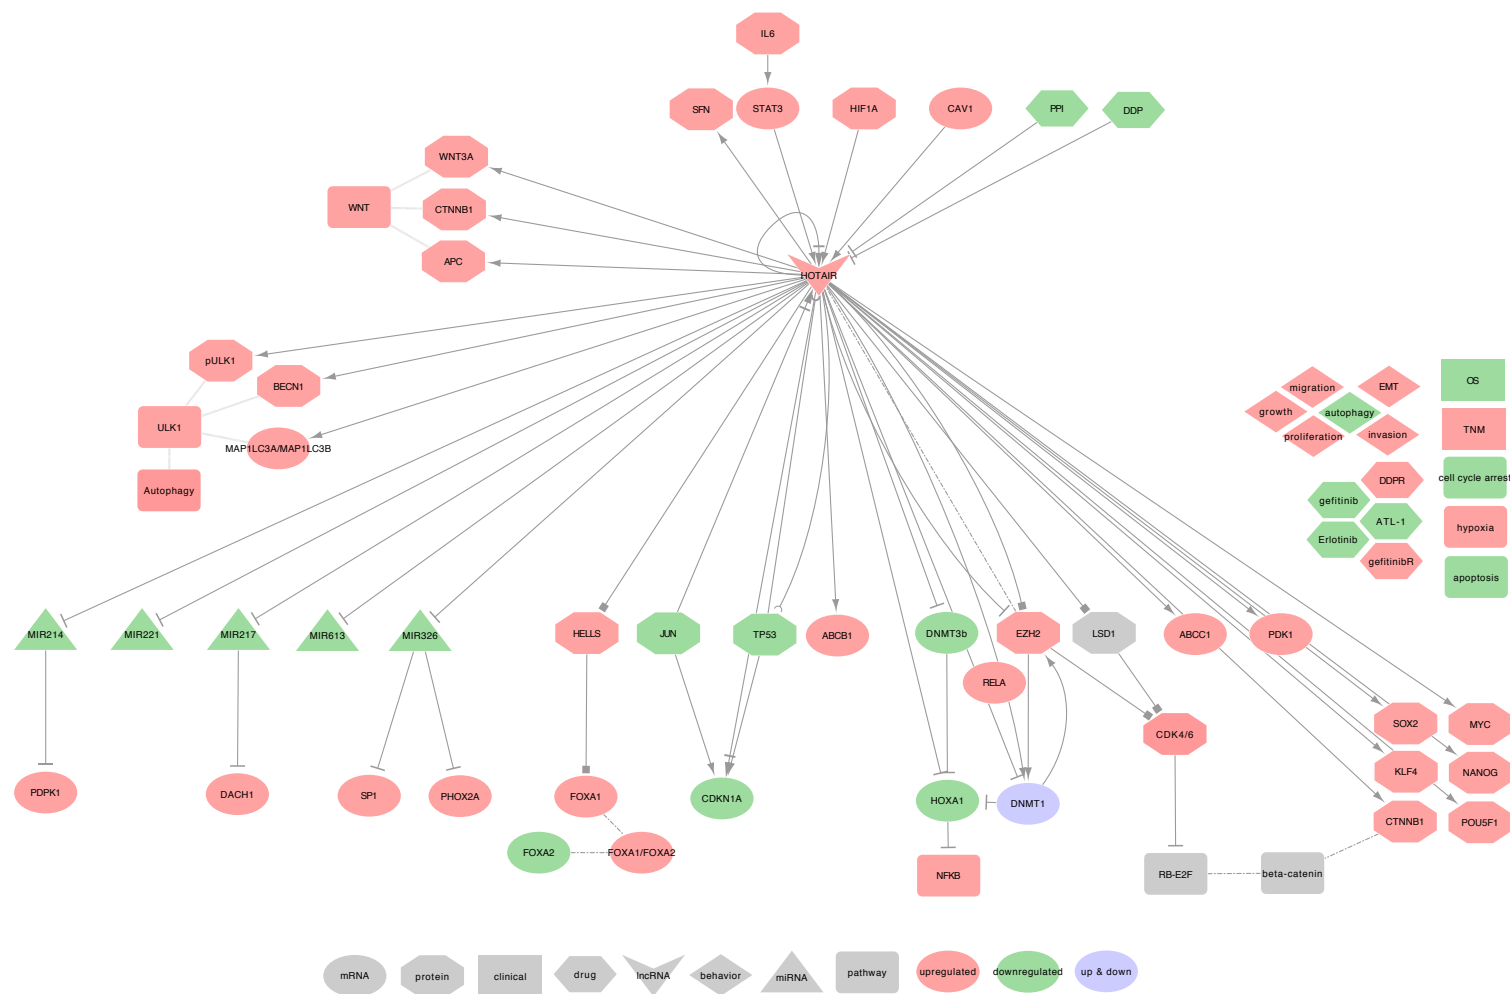 IL6
SFN
STAT3
HIF1A
CAV1
PPI
DDP
WNT3A
WNT
CTNNB1
APC
HOTAIR
pULK1
BECN1
ULK1
MAP1LC3A/MAP1LC3B
Autophagy
migration
EMT
OS
growth
autophagy
proliferation
invasion
TNM
DDPR
cell cycle arrest
gefitinib
ATL-1
Erlotinib
hypoxia
gefitinibR
apoptosis
MIR214
MIR221
MIR217
MIR613
MIR326
HELLS
JUN
TP53
ABCB1
DNMT3b
EZH2
LSD1
ABCC1
PDK1
RELA
SOX2
MYC
CDK4/6
KLF4
NANOG
PDPK1
DACH1
SP1
PHOX2A
FOXA1
CDKN1A
HOXA1
DNMT1
CTNNB1
POU5F1
FOXA2
FOXA1/FOXA2
NFKB
RB-E2F
beta-catenin
mRNA
protein
clinical
drug
lncRNA
behavior
miRNA
pathway
upregulated
downregulated
up & down